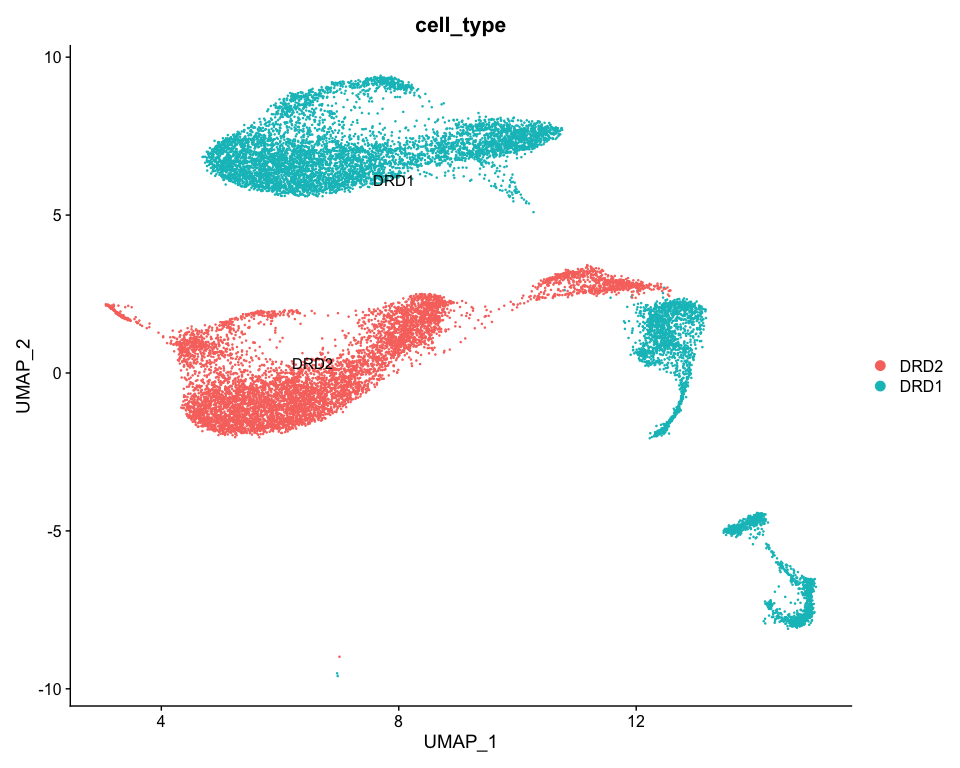 cell_type
10
5
0
-5
-10
UMAP_2
DRD1
DRD2
4
8
12
UMAP_1
DRD2
DRD1